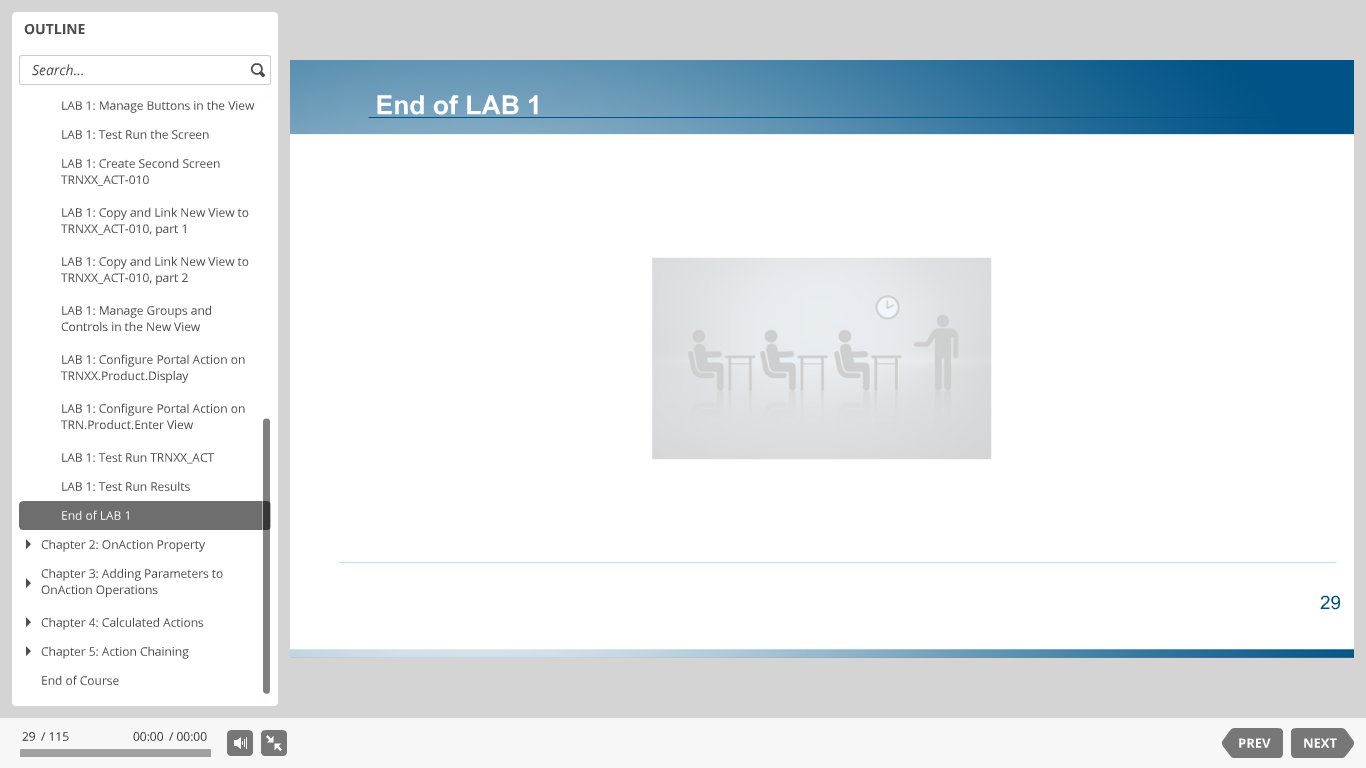 OUTLINE
Search...
LAB 1: Manage Buttons in the View
LAB 1: Test Run the Screen
LAB 1: Create Second Screen
TRNXX_ACT-010
LAB 1: Copy and Link New View to
TRNXX_ACT-010, part 1
LAB 1: Copy and Link New View to
TRNXX_ACT-010, part 2
LAB 1: Manage Groups and
Controls in the New View
LAB 1: Configure Portal Action on
TRNXX.Product.Display
LAB 1: Configure Portal Action on
TRN.Product.Enter View
LAB 1: Test Run TRNXX_ACT
LAB 1: Test Run Results
End of LAB 1
Chapter 2: OnAction Property
Chapter 3: Adding Parameters to
OnAction Operations
Chapter 4: Calculated Actions
Chapter 5: Action Chaining
End of Course
End of LAB 1
29
29 / 115
00:00 / 00:00
PREV
NEXT